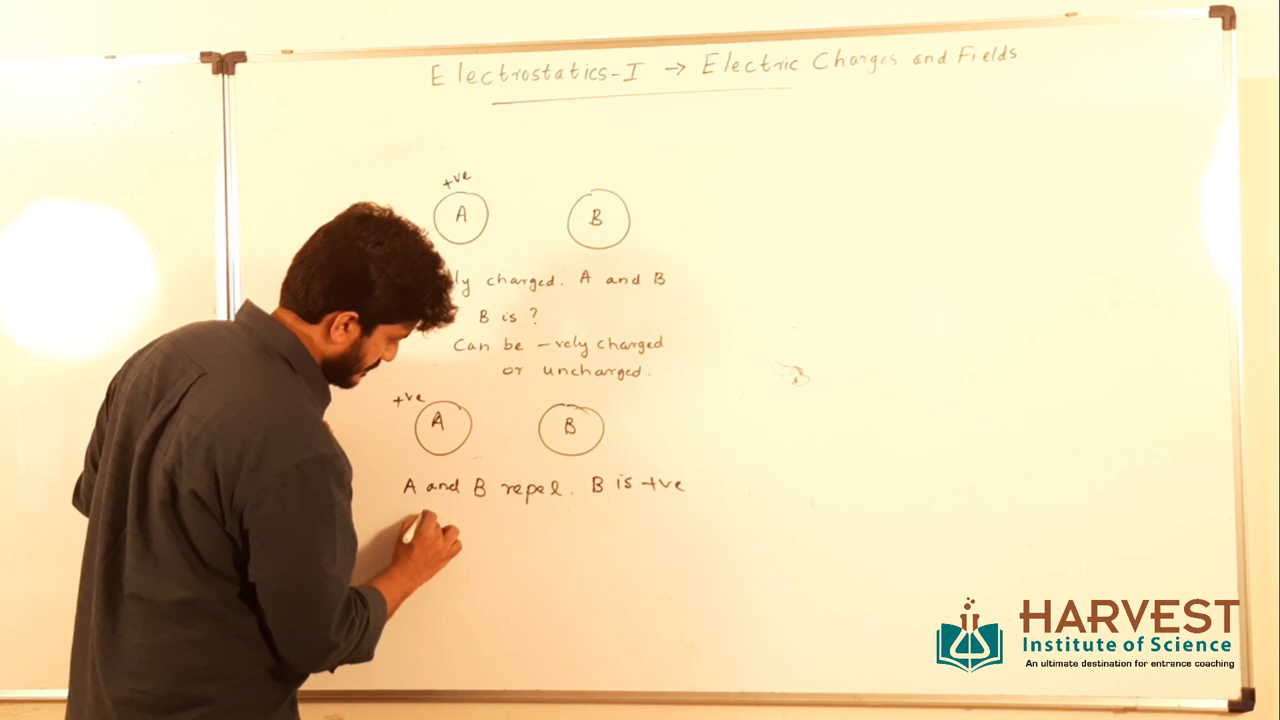 Electrostatics-I → Electric Charges and Fields
+ve
A B
ly charged. A and B
B is ?
Can be -vely charged
or uncharged.
+ve
A B
A and B repel. B is +ve
HARVEST
Institute of Science
An ultimate destination for entrance coaching